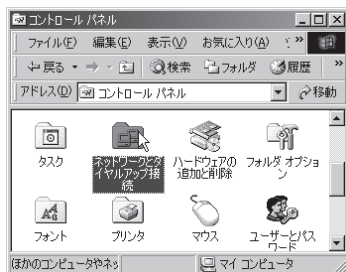 コントロール パネル
ファイル(F) 編集(E) 表示(V) お気に入り(A) »
戻る 検索 フォルダ 履歴 »
アドレス(D) コントロール パネル 移動
タスク ネットワークとダイヤルアップ接続 ハードウェアの追加と削除 フォルダ オプション
フォント プリンタ マウス ユーザーとパスワード
ほかのコンピュータやネッ マイ コンピュータ